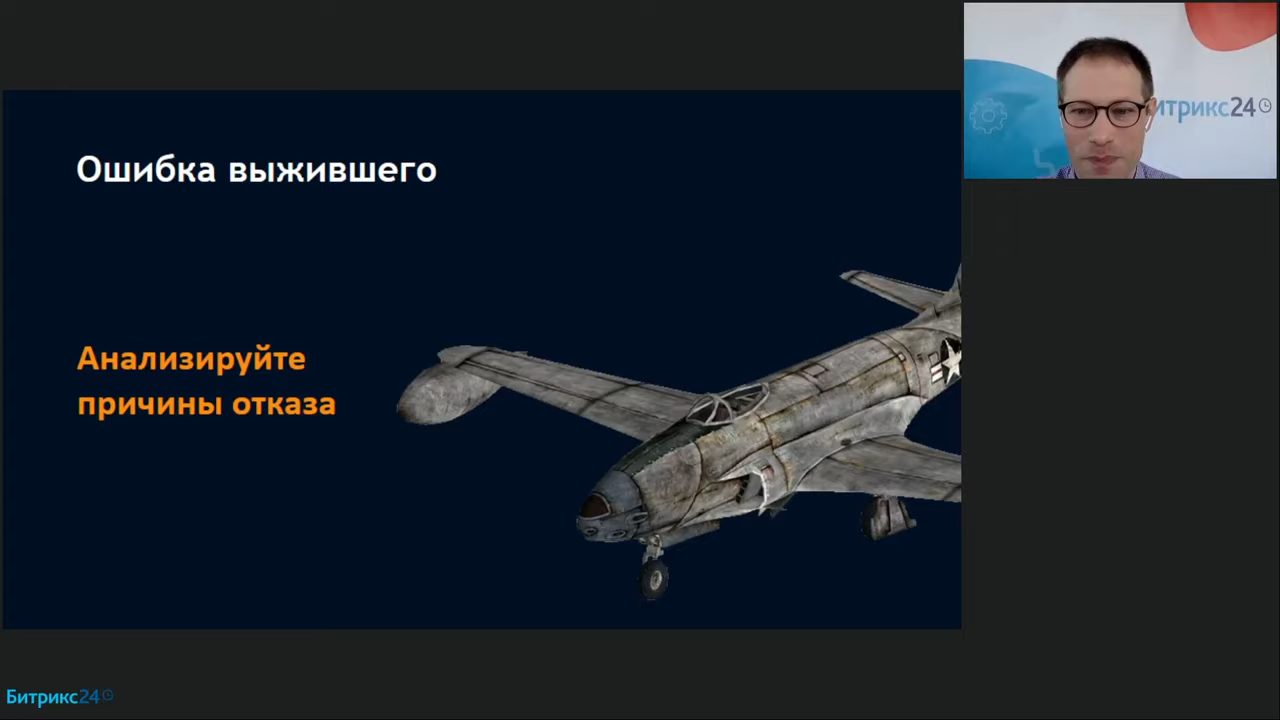 Ошибка выжившего
Анализируйте
причины отказа
итрикс24
Битрикс24